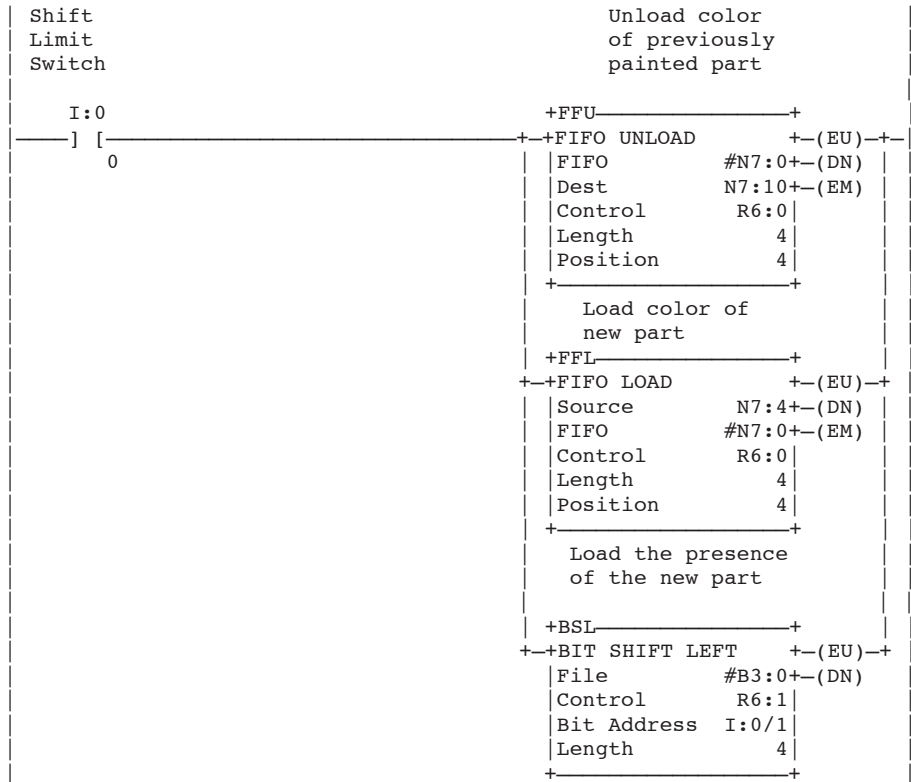 Shift Unload color
Limit of previously
Switch painted part
I:0 +FFU—————————+
] [ +FIFO UNLOAD +—(EU)—+
0 FIFO #N7:0+—(DN)
Dest N7:10+—(EM)
Control R6:0
Length 4
Position 4
Load color of
new part
+FFL—————————+
+—+FIFO LOAD +—(EU)—+
Source N7:4+—(DN)
FIFO #N7:0+—(EM)
Control R6:0
Length 4
Position 4
Load the presence
of the new part
+BSL—————————+
+—+BIT SHIFT LEFT +—(EU)—+
File #B3:0+—(DN)
Control R6:1
Bit Address I:0/1
Length 4